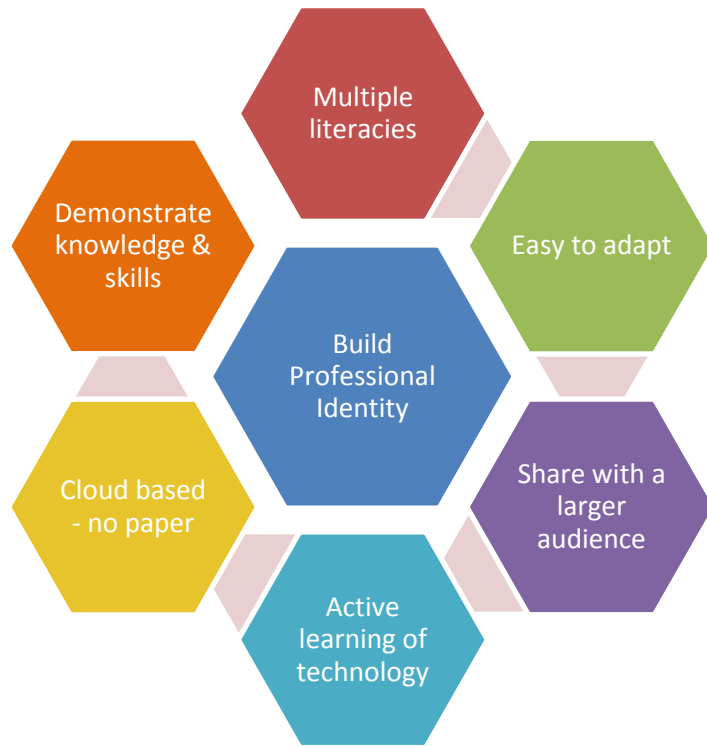 Multiple
literacies
Demonstrate
knowledge &
skills
Easy to adapt
Build
Professional
Identity
Cloud based
- no paper
Share with a
larger
audience
Active
learning of
technology